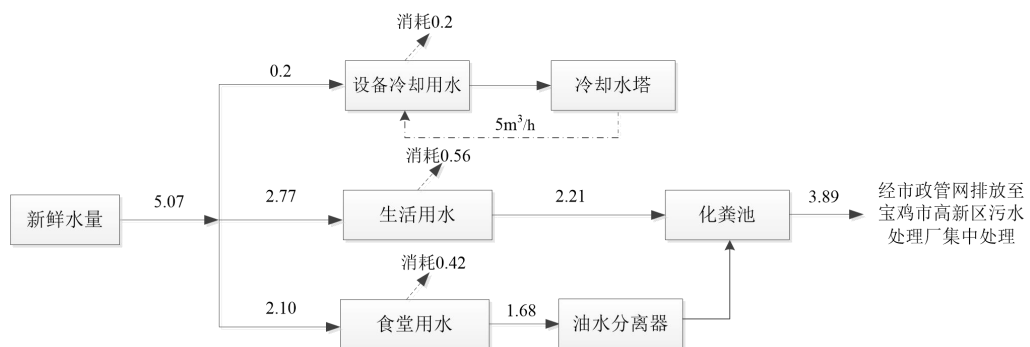 消耗0.2
0.2
设备冷却用水
冷却水塔
5m³/h
消耗0.56
新鲜水量
5.07
2.77
生活用水
2.21
化粪池
3.89
经市政管网排放至
宝鸡市高新区污水
处理厂集中处理
消耗0.42
2.10
食堂用水
1.68
油水分离器